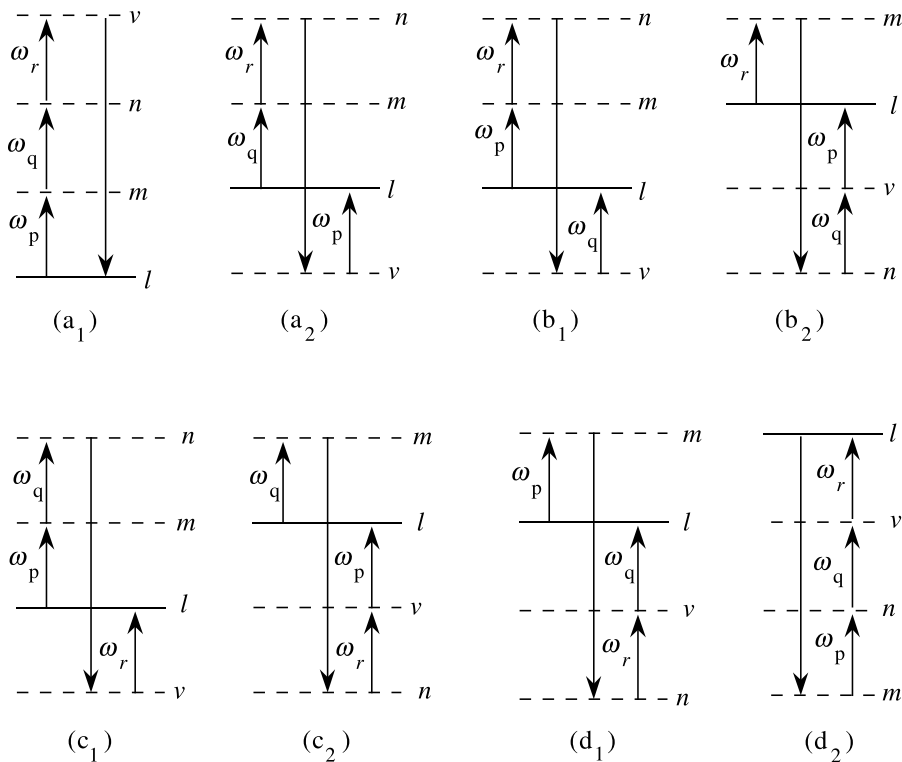 v n n m
ω_r ω_r ω_r ω_r
n m m l
ω_q ω_q ω_p ω_p
m l l v
ω_p ω_p ω_q ω_q
l v v n
(a_1) (a_2) (b_1) (b_2)
n m m l
ω_q ω_q ω_p ω_r
m l l v
ω_p ω_p ω_q ω_q
l v v n
ω_r ω_r ω_r ω_p
v n n m
(c_1) (c_2) (d_1) (d_2)